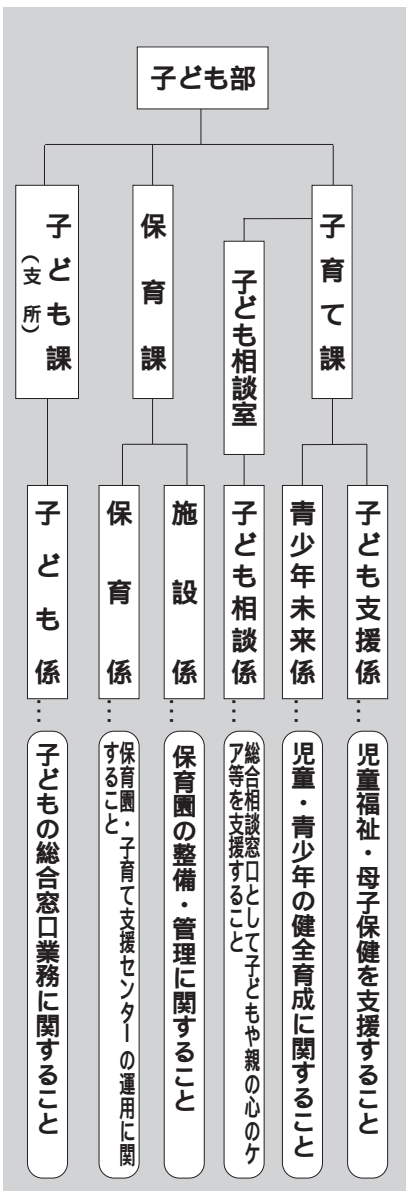 子ども部
子育て課
子ども相談室
保育課
子ども課
(支所)
子ども支援係…
児童福祉・母子保健を支援すること
青少年未来係…
児童・青少年の健全育成に関すること
子ども相談係…
総合相談窓口として子どもや親の心のケ
ア等を支援すること
施設係…
保育園の整備・管理に関すること
保育係…
保育園・子育て支援センターの運用に関
すること
子ども係…
子どもの総合窓口業務に関すること